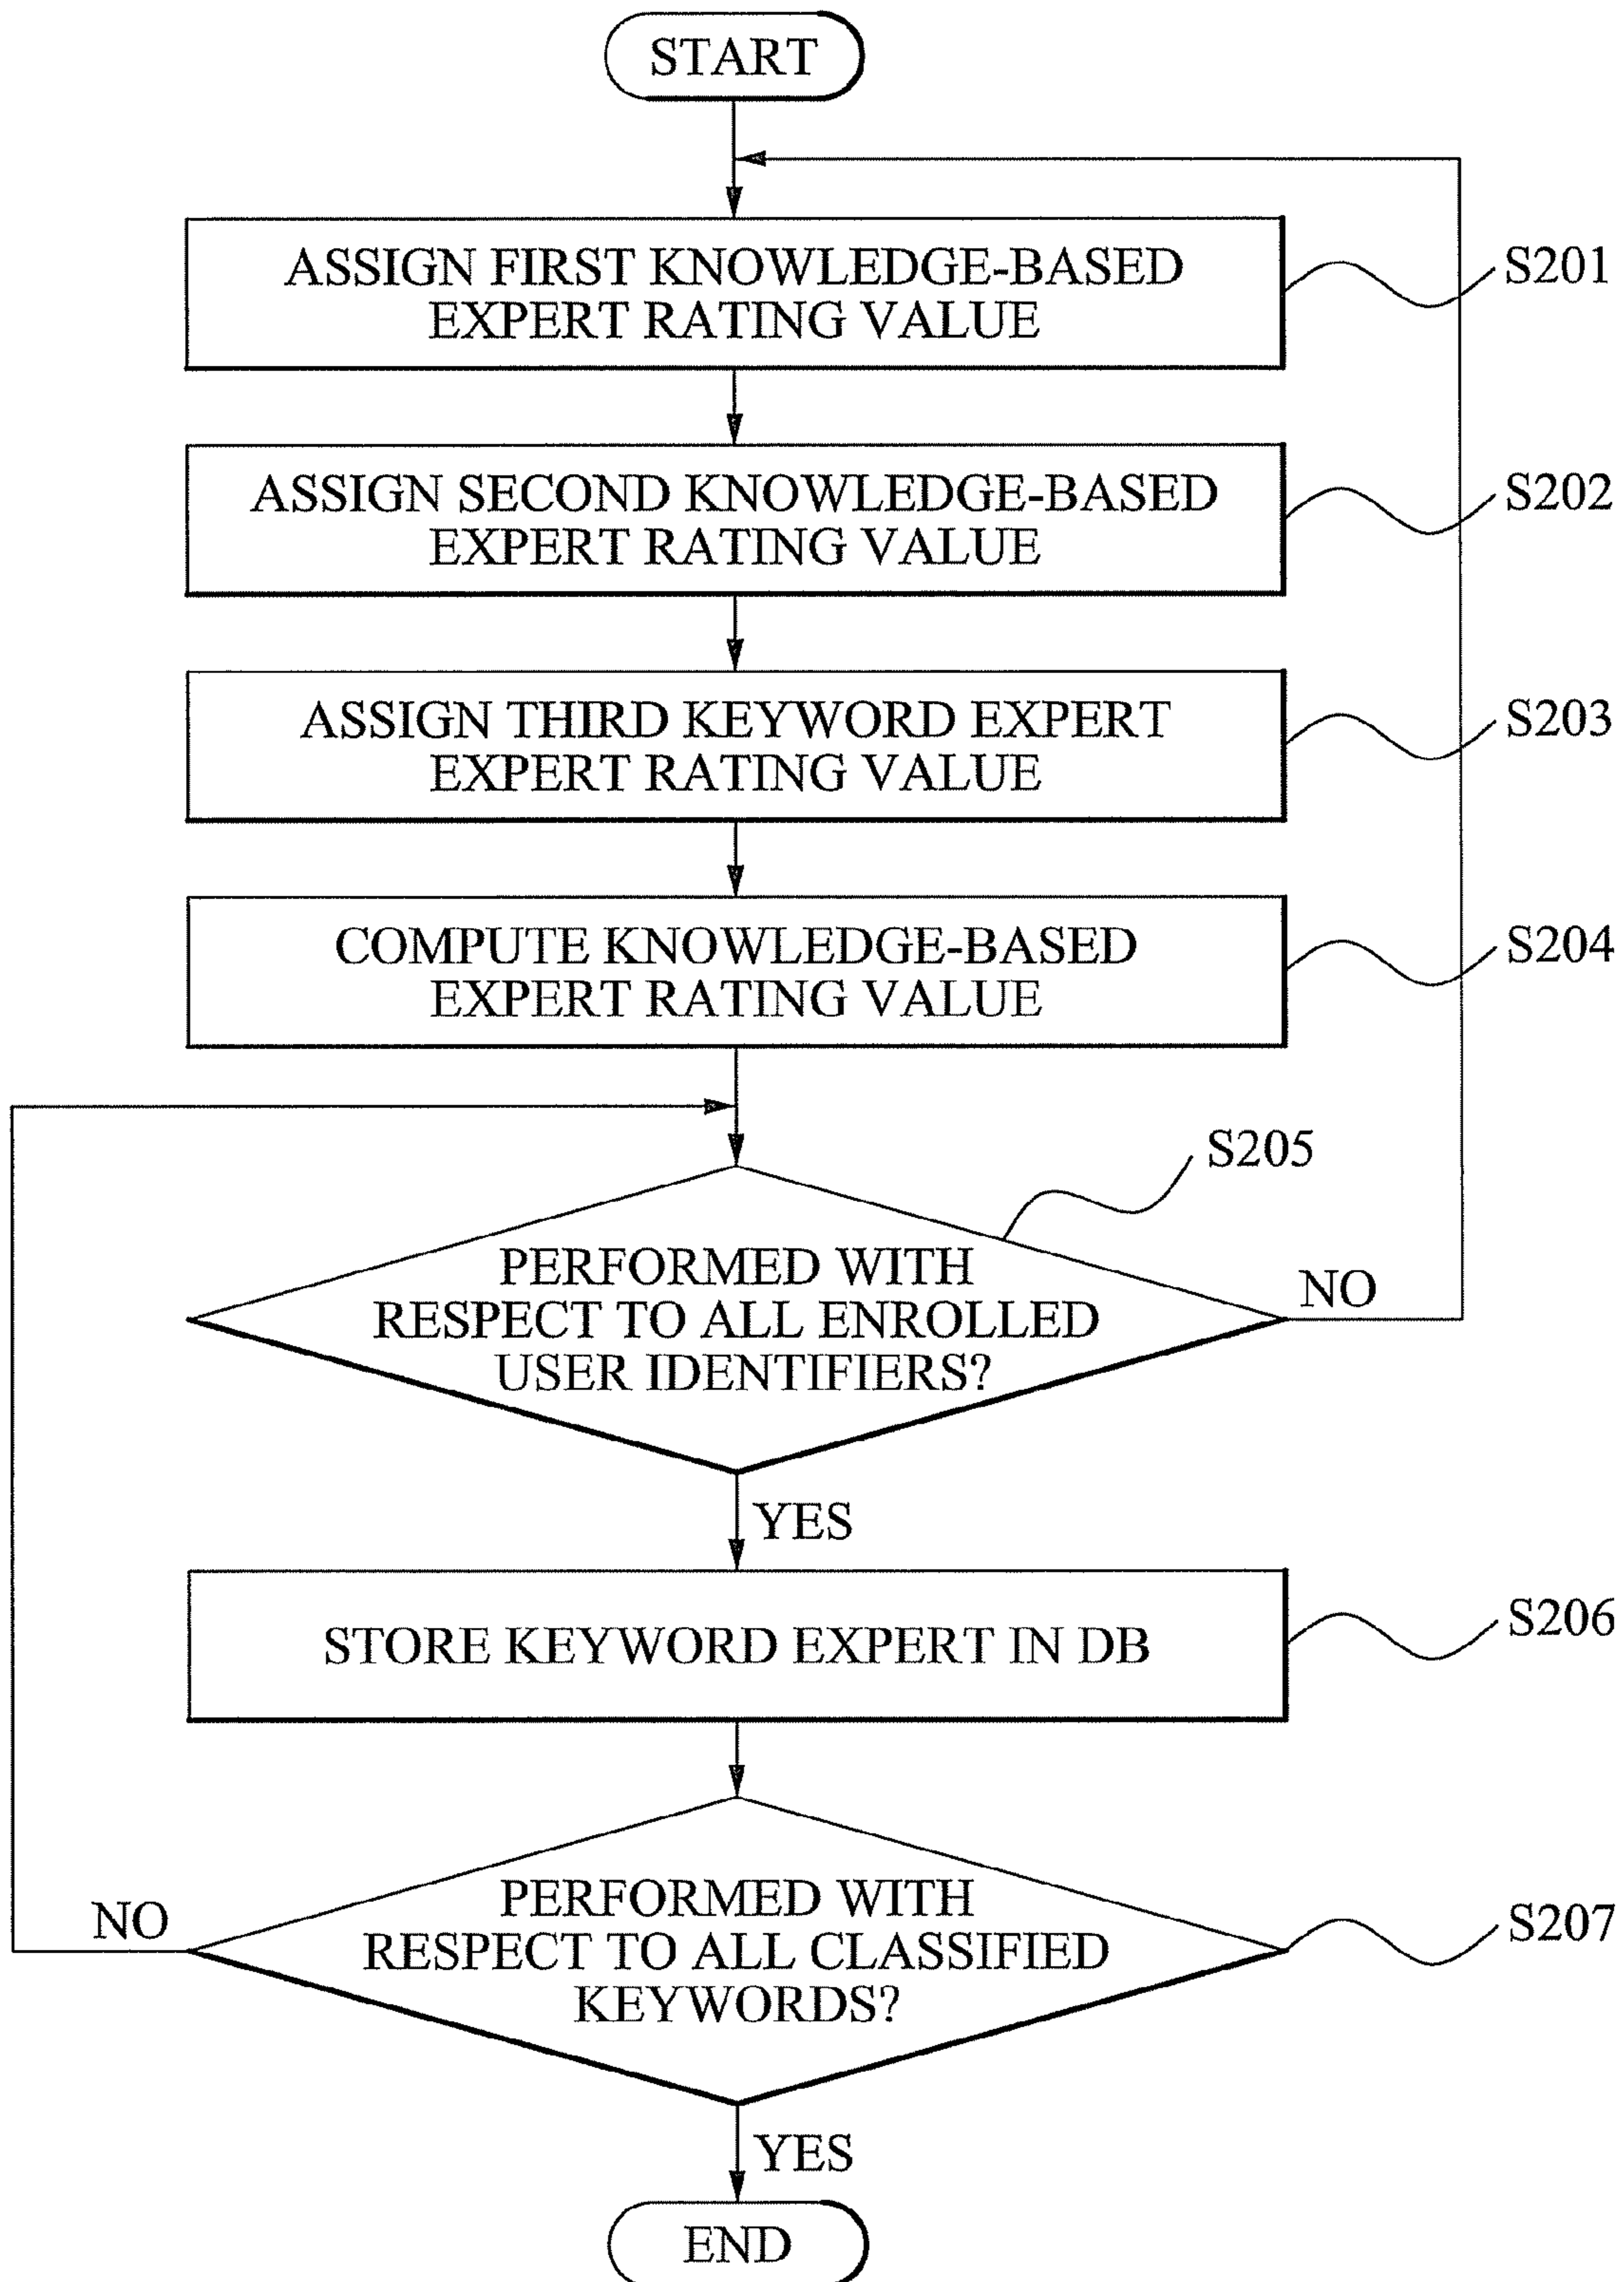 START
ASSIGN FIRST KNOWLEDGE-BASED
EXPERT RATING VALUE
S201
ASSIGN SECOND KNOWLEDGE-BASED
EXPERT RATING VALUE
S202
ASSIGN THIRD KEYWORD EXPERT
EXPERT RATING VALUE
S203
COMPUTE KNOWLEDGE-BASED
EXPERT RATING VALUE
S204
S205
PERFORMED WITH
RESPECT TO ALL ENROLLED
USER IDENTIFIERS?
NO
YES
STORE KEYWORD EXPERT IN DB
S206
PERFORMED WITH
RESPECT TO ALL CLASSIFIED
KEYWORDS?
NO
S207
YES
END